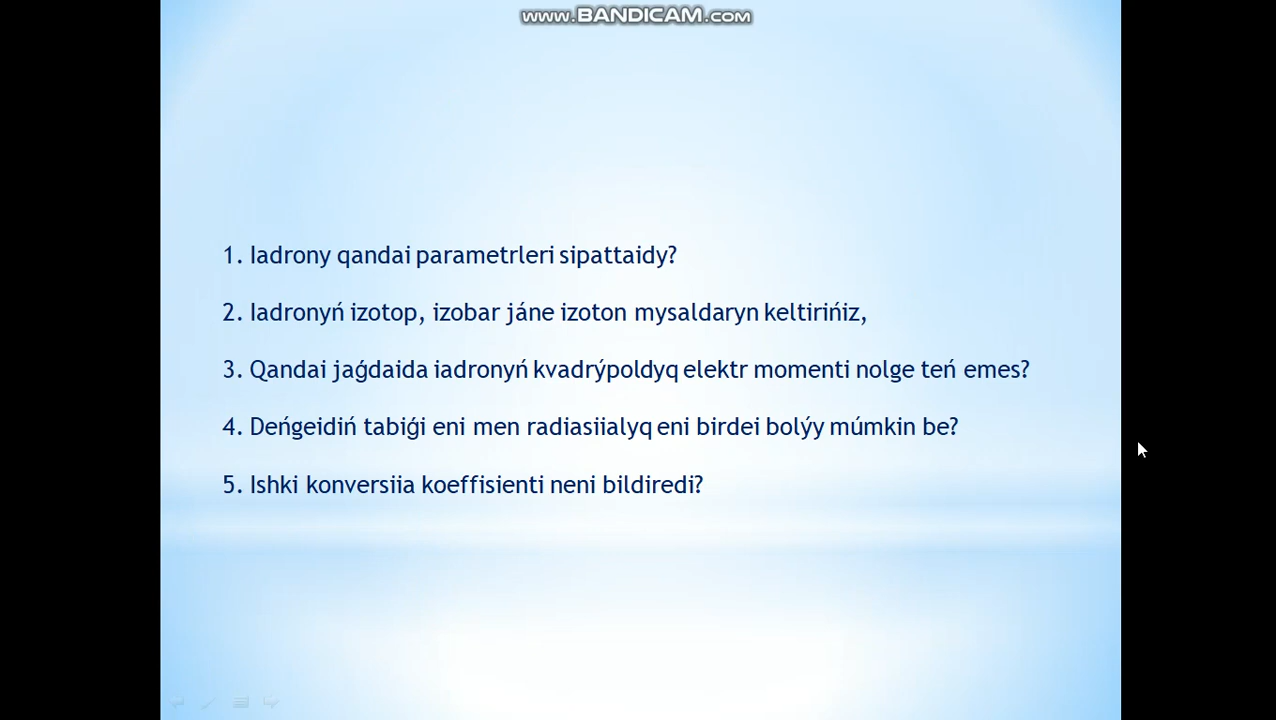 www.BANDICAM.com
1. Iadrony qandai parametrleri sipattaidy?
2. Iadronyń izotop, izobar jáne izoton mysaldaryn keltirińiz,
3. Qandai jaǵdaida iadronyń kvadrýpoldyq elektr momenti nolge teń emes?
4. Deńgeidiń tabiǵi eni men radiasiialyq eni birdei bolýy múmkin be?
5. Ishki konversiia koeffisienti neni bildiredi?